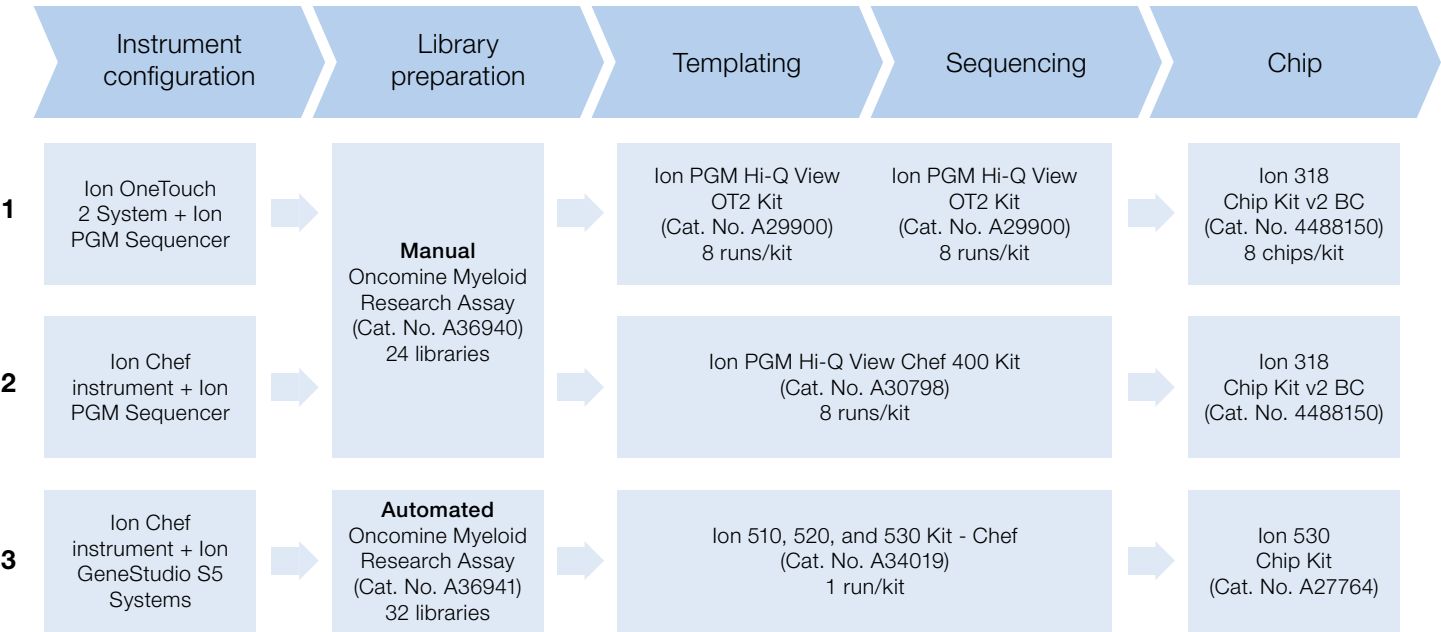 Instrument
configuration
Library
preparation
Templating
Sequencing
Chip
1
Ion OneTouch
2 System + Ion
PGM Sequencer
Manual
Oncomine Myeloid
Research Assay
(Cat. No. A36940)
24 libraries
Ion PGM Hi-Q View
OT2 Kit
(Cat. No. A29900)
8 runs/kit
Ion PGM Hi-Q View
OT2 Kit
(Cat. No. A29900)
8 runs/kit
Ion 318
Chip Kit v2 BC
(Cat. No. 4488150)
8 chips/kit
2
Ion Chef
instrument + Ion
PGM Sequencer
Ion PGM Hi-Q View Chef 400 Kit
(Cat. No. A30798)
8 runs/kit
Ion 318
Chip Kit v2 BC
(Cat. No. 4488150)
3
Ion Chef
instrument + Ion
GeneStudio S5
Systems
Automated
Oncomine Myeloid
Research Assay
(Cat. No. A36941)
32 libraries
Ion 510, 520, and 530 Kit - Chef
(Cat. No. A34019)
1 run/kit
Ion 530
Chip Kit
(Cat. No. A27764)